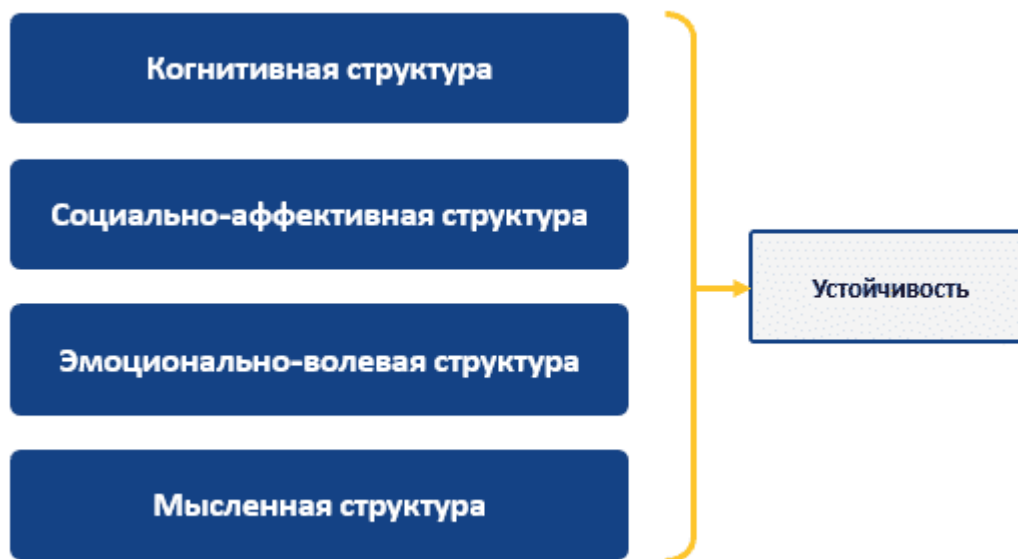 Когнитивная структура
Социально-аффективная структура
Устойчивость
Эмоционально-волевая структура
Мысленная структура